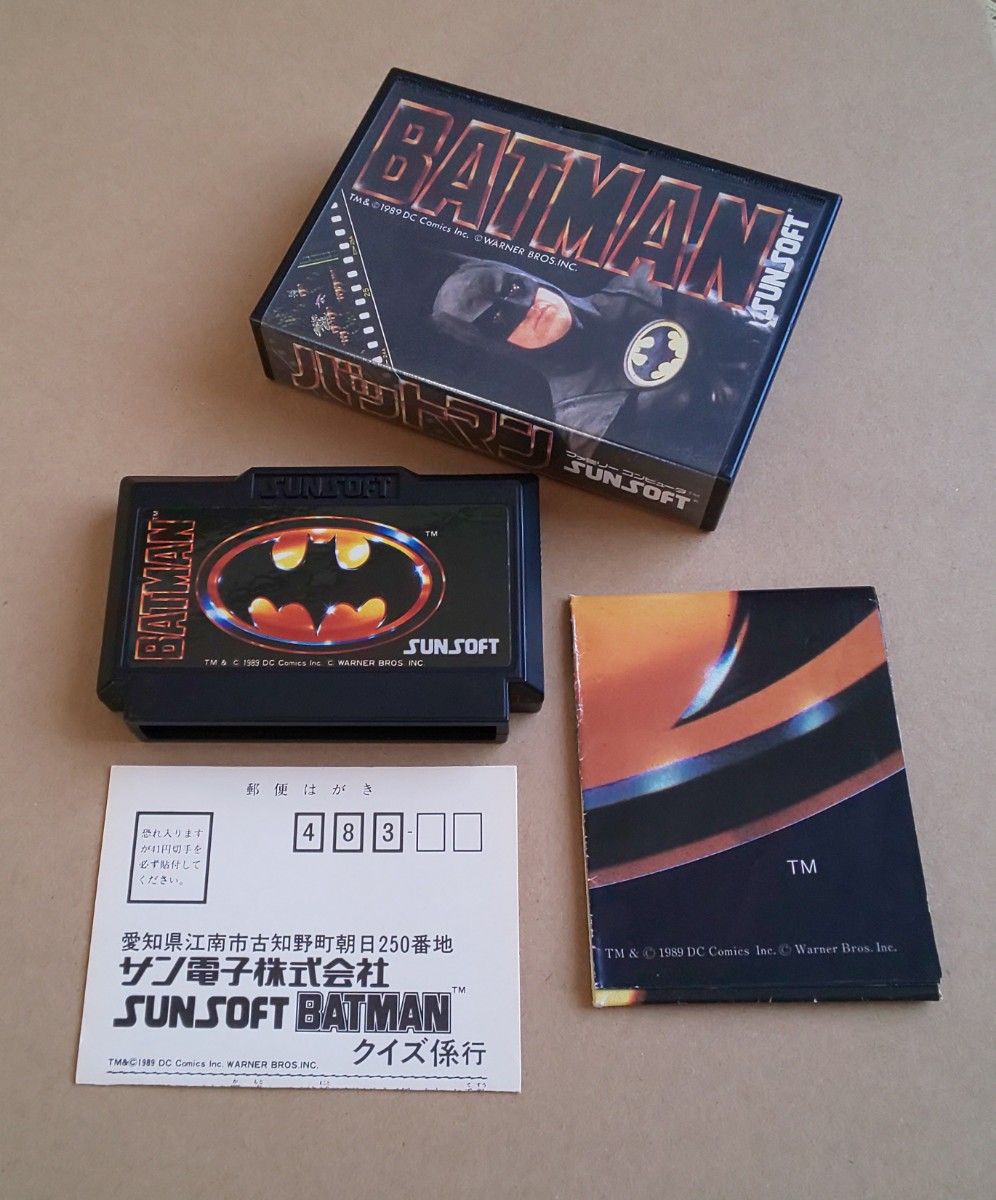 BATMAN
TM& ©1989 DC Comics Inc. ©WARNER BROS.INC.
SUNSOFT
バットマン
ファミリーコンピュータ™
SUNSOFT
SUNSOFT
BATMAN™
TM
SUNSOFT
TM & © 1989 DC Comics Inc. © WARNER BROS INC.
郵便はがき
恐れ入ります
が41円切手を
必ず貼付して
ください。
483-
愛知県江南市古知野町朝日250番地
サン電子株式会社
SUNSOFT BATMAN™
クイズ係行
TM&©1989 DC Comics Inc. WARNER BROS.INC.
TM
TM & © 1989 DC Comics Inc. © Warner Bros. Inc.